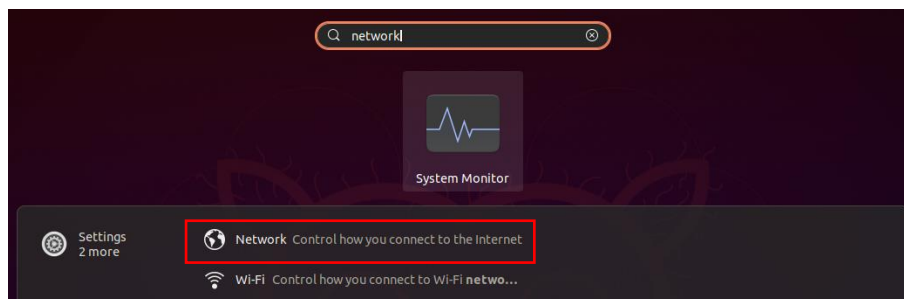 network
System Monitor
Settings
2 more
Network Control how you connect to the Internet
Wi-Fi Control how you connect to Wi-Fi netwo...